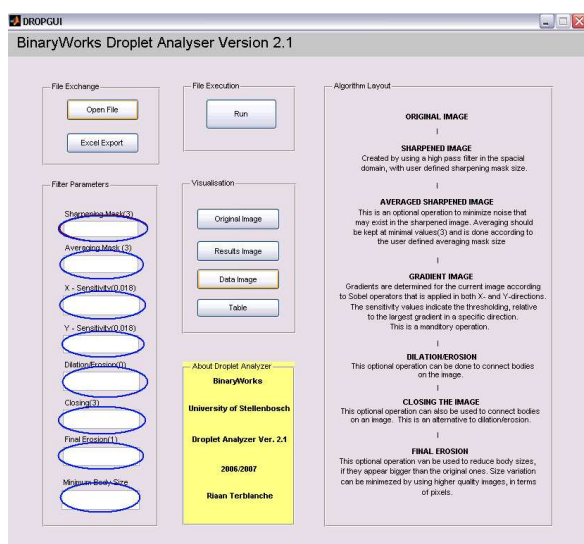 DROPGUI
BinaryWorks Droplet Analyser Version 2.1
File Exchange
Open File
Excel Export
File Execution
Run
Filter Parameters
Sharpening Mask(3)
Averaging Mask (3)
X - Sensitivity(0.018)
Y - Sensitivity(0.018)
Dilation/Erosion(0)
Closing(3)
Final Erosion(1)
Minimum Body Size
Visualisation
Original Image
Results Image
Data Image
Table
About Droplet Analyzer
BinaryWorks
University of Stellenbosch
Droplet Analyzer Ver. 2.1
2006/2007
Riaan Terblanche
Algorithm Layout
ORIGINAL IMAGE
|
SHARPENED IMAGE
Created by using a high pass filter in the spacial
domain, with user defined sharpening mask size.
|
AVERAGED SHARPENED IMAGE
This is an optional operation to minimize noise that
may exist in the sharpened image. Averaging should
be kept at minimal values(3) and is done according to
the user defined averaging mask size
|
GRADIENT IMAGE
Gradients are determined for the current image according
to Sobel operators that is applied in both X- and Y-directions.
The sensitivity values indicate the thresholding, relative
to the largest gradient in a specific direction.
This is a manditory operation.
|
DILATION/EROSION
This optional operation can be done to connect bodies
on the image.
|
CLOSING THE IMAGE
This optional operation can also be used to connect bodies
on an image. This is an alternative to dilation/erosion.
|
FINAL EROSION
This optional operation van be used to reduce body sizes,
if they appear bigger than the original ones. Size variation
can be minimezed by using higher quality images, in terms
of pixels.